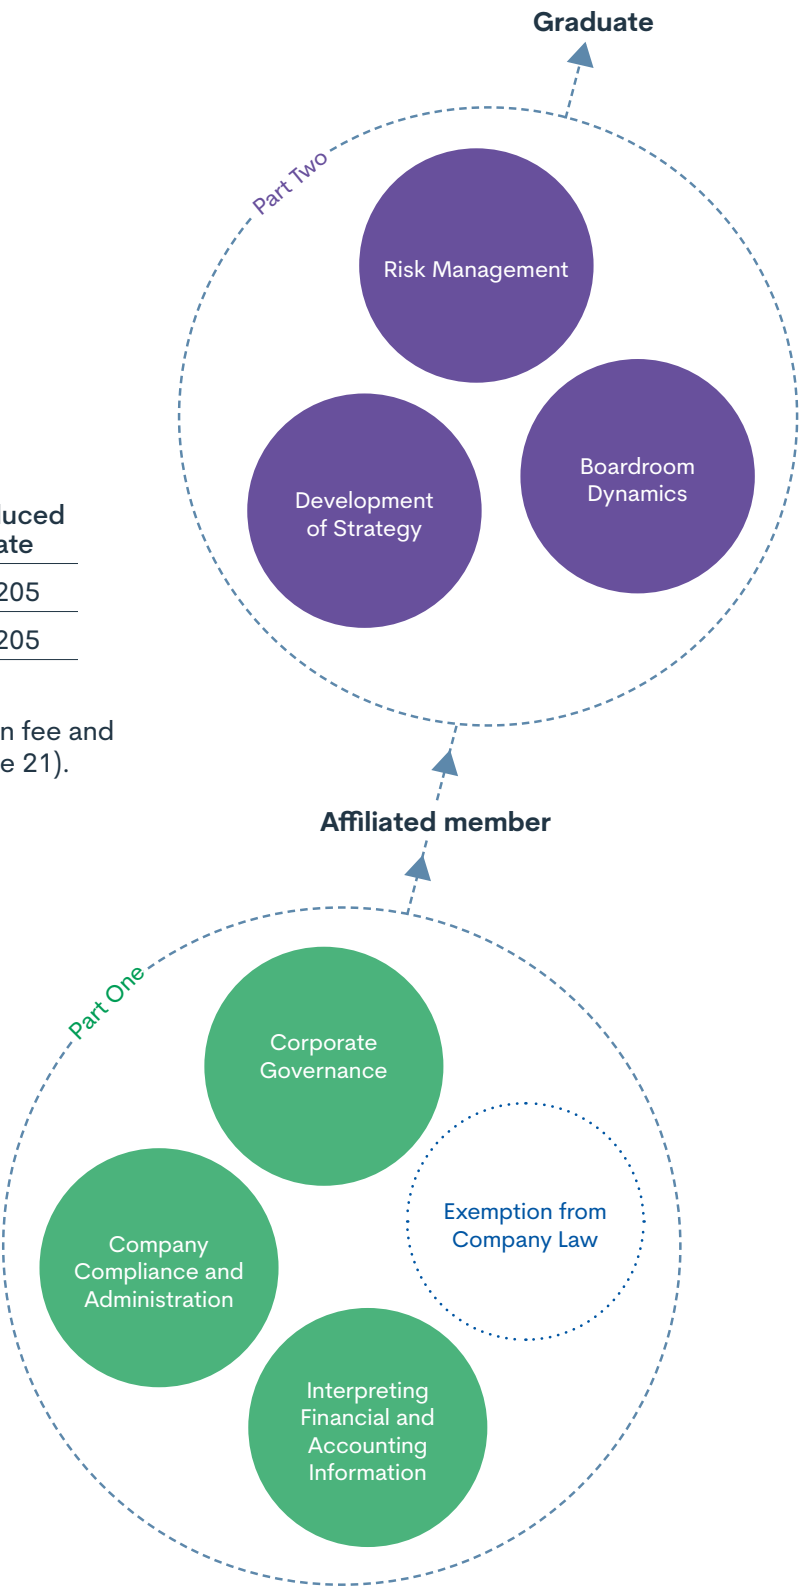 Graduate
Part Two
Risk Management
Boardroom
Dynamics
Development
of Strategy
duced
ate
205
205
n fee and
e 21).
Affiliated member
Part One
Corporate
Governance
Exemption from
Company Law
Company
Compliance and
Administration
Interpreting
Financial and
Accounting
Information